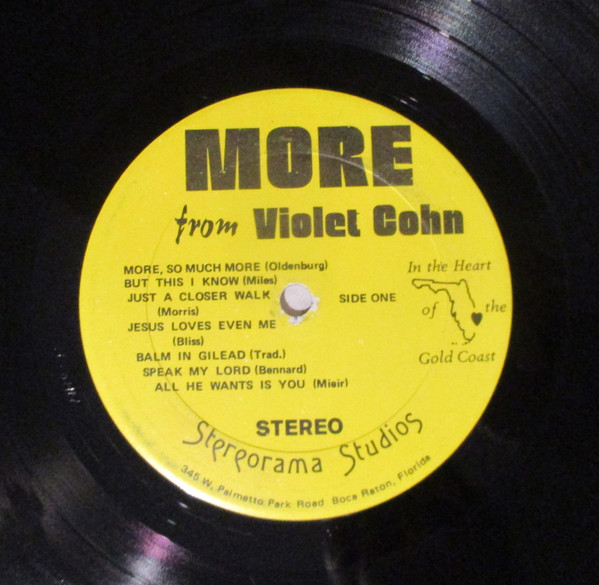 MORE
from Violet Cohn
MORE, SO MUCH MORE (Oldenburg)
BUT THIS I KNOW (Miles)
JUST A CLOSER WALK
(Morris)
JESUS LOVES EVEN ME
(Bliss)
BALM IN GILEAD (Trad.)
SPEAK MY LORD (Bennard)
ALL HE WANTS IS YOU (Mieir)
SIDE ONE
In the Heart
of the
Gold Coast
STEREO
Stereorama Studios
345 W. Palmetto Park Road Boca Raton, Florida